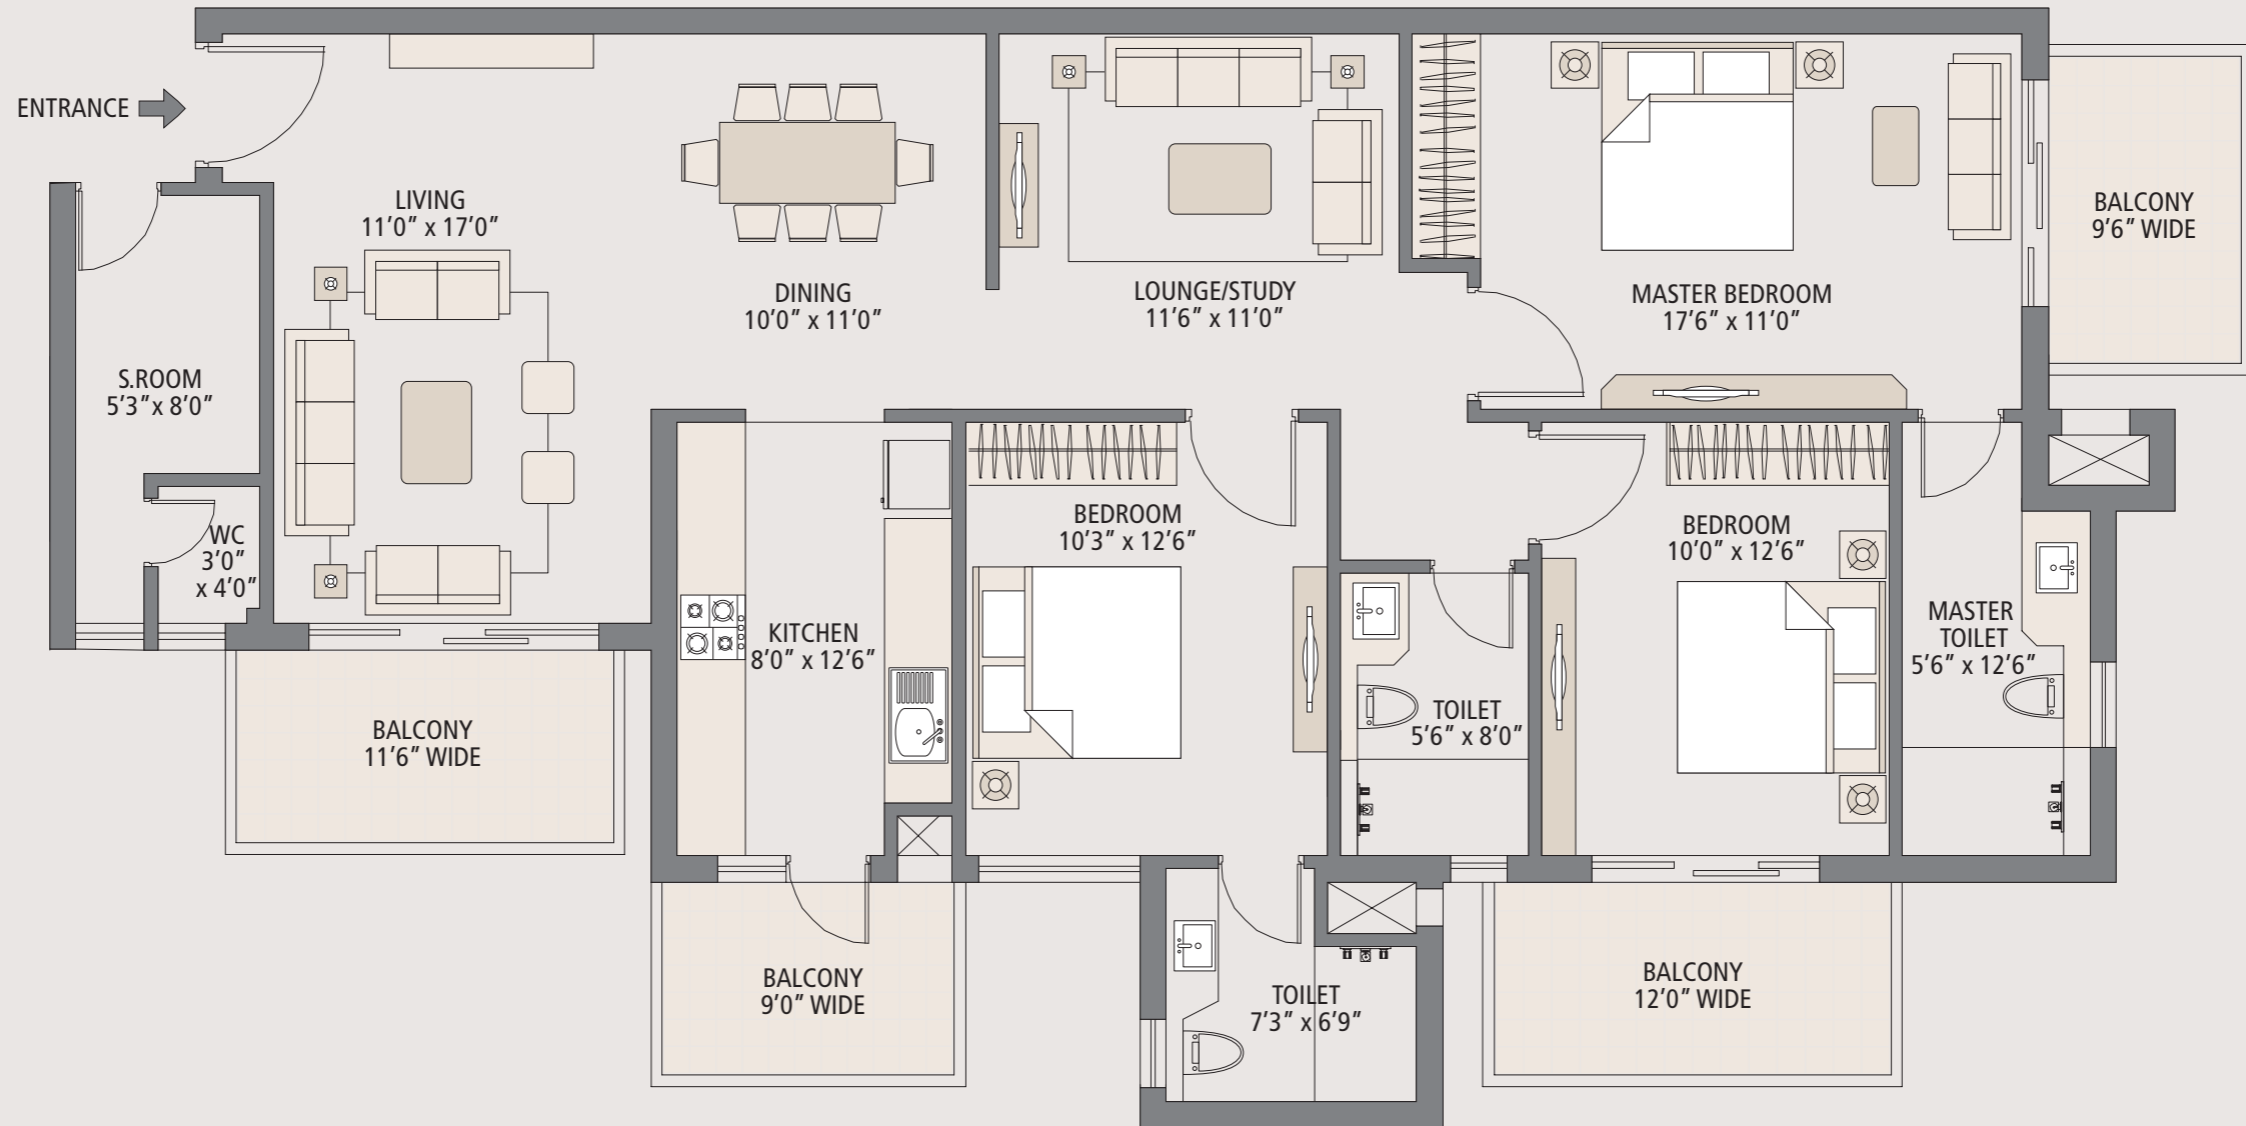 ENTRANCE
LIVING
11’0” x 17’0”
DINING
10’0” x 11’0”
LOUNGE/STUDY
11’6” x 11’0”
MASTER BEDROOM
17’6” x 11’0”
BALCONY
9’6” WIDE
S.ROOM
5’3”x 8’0”
WC
3’0”
x 4’0”
BEDROOM
10’3” x 12’6”
BEDROOM
10’0” x 12’6”
KITCHEN
8’0” x 12’6”
MASTER
TOILET
5’6” x 12’6”
TOILET
5’6” x 8’0”
BALCONY
11’6” WIDE
BALCONY
9’0” WIDE
TOILET
7’3” x 6’9”
BALCONY
12’0” WIDE